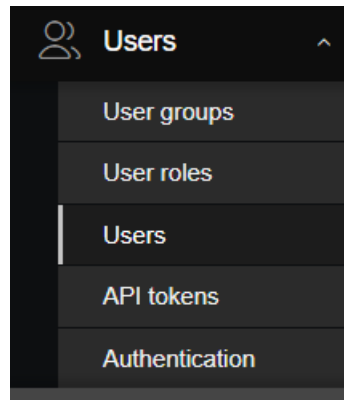 Users
User groups
User roles
Users
API tokens
Authentication